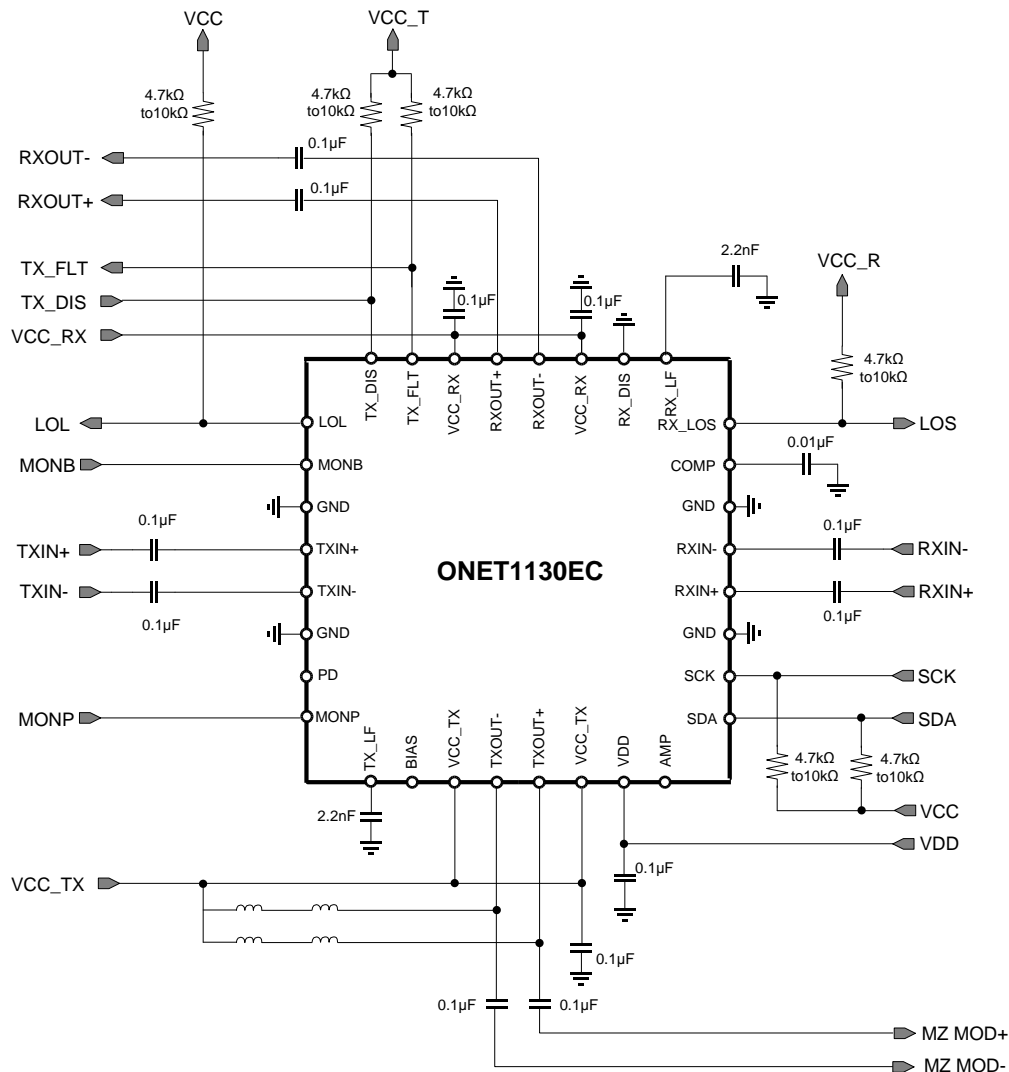 VCC
VCC_T
4.7kΩ
to10kΩ
4.7kΩ
to10kΩ
4.7kΩ
to10kΩ
0.1µF
RXOUT-
0.1µF
RXOUT+
2.2nF
VCC_R
TX_FLT
TX_DIS
0.1µF
0.1µF
VCC_RX
4.7kΩ
to10kΩ
TX_DIS
TX_FLT
VCC_RX
RXOUT+
RXOUT-
VCC_RX
RX_DIS
RX_LF
LOL
LOL
RX_LOS
LOS
0.01µF
MONB
MONB
COMP
GND
GND
0.1µF
0.1µF
TXIN+
TXIN+
RXIN-
RXIN-
ONET1130EC
TXIN-
TXIN-
RXIN+
RXIN+
0.1µF
0.1µF
GND
GND
PD
SCK
SCK
MONP
MONP
SDA
SDA
TX_LF
BIAS
VCC_TX
TXOUT-
TXOUT+
VCC_TX
VDD
AMP
4.7kΩ
to10kΩ
4.7kΩ
to10kΩ
2.2nF
VCC
VDD
0.1µF
VCC_TX
0.1µF
0.1µF
0.1µF
MZ MOD+
MZ MOD-